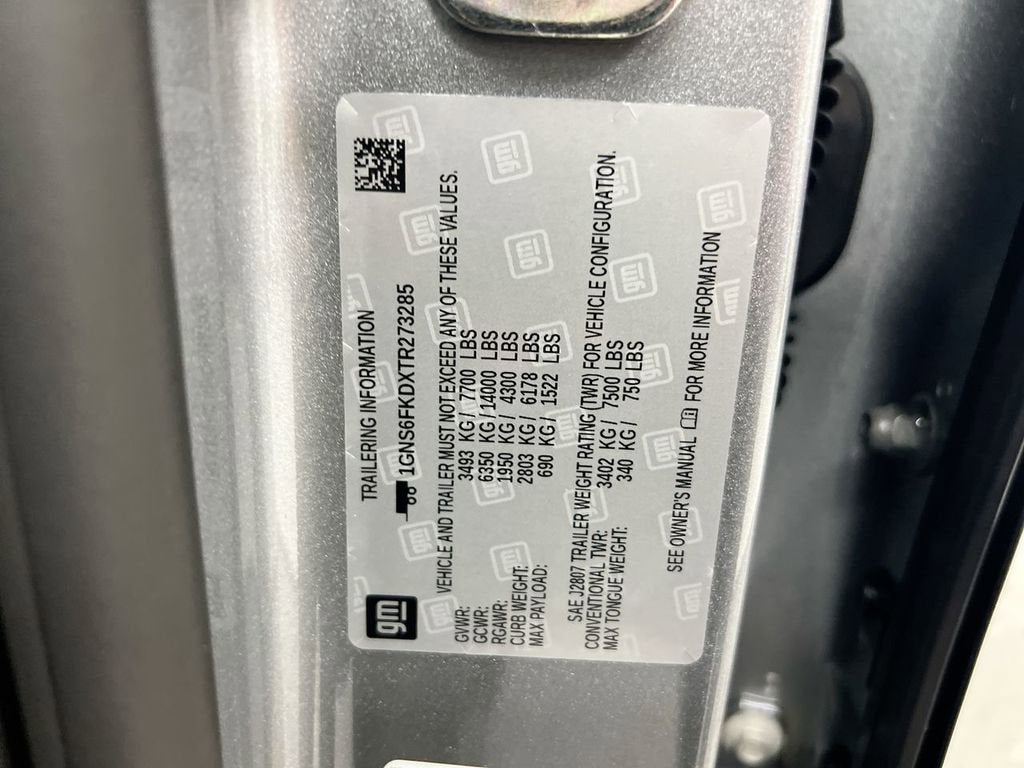 gm
TRAILERING INFORMATION
1GNS6FKDXTR273285
VEHICLE AND TRAILER MUST NOT EXCEED ANY OF THESE VALUES.
GVWR: 3493 KG / 7700 LBS
GCWR: 6350 KG / 14000 LBS
RGAWR: 1950 KG / 4300 LBS
CURB WEIGHT: 2803 KG / 6178 LBS
MAX PAYLOAD: 690 KG / 1522 LBS
SAE J2807 TRAILER WEIGHT RATING (TWR) FOR VEHICLE CONFIGURATION.
CONVENTIONAL TWR: 3402 KG / 7500 LBS
MAX TONGUE WEIGHT: 340 KG / 750 LBS
SEE OWNER'S MANUAL FOR MORE INFORMATION